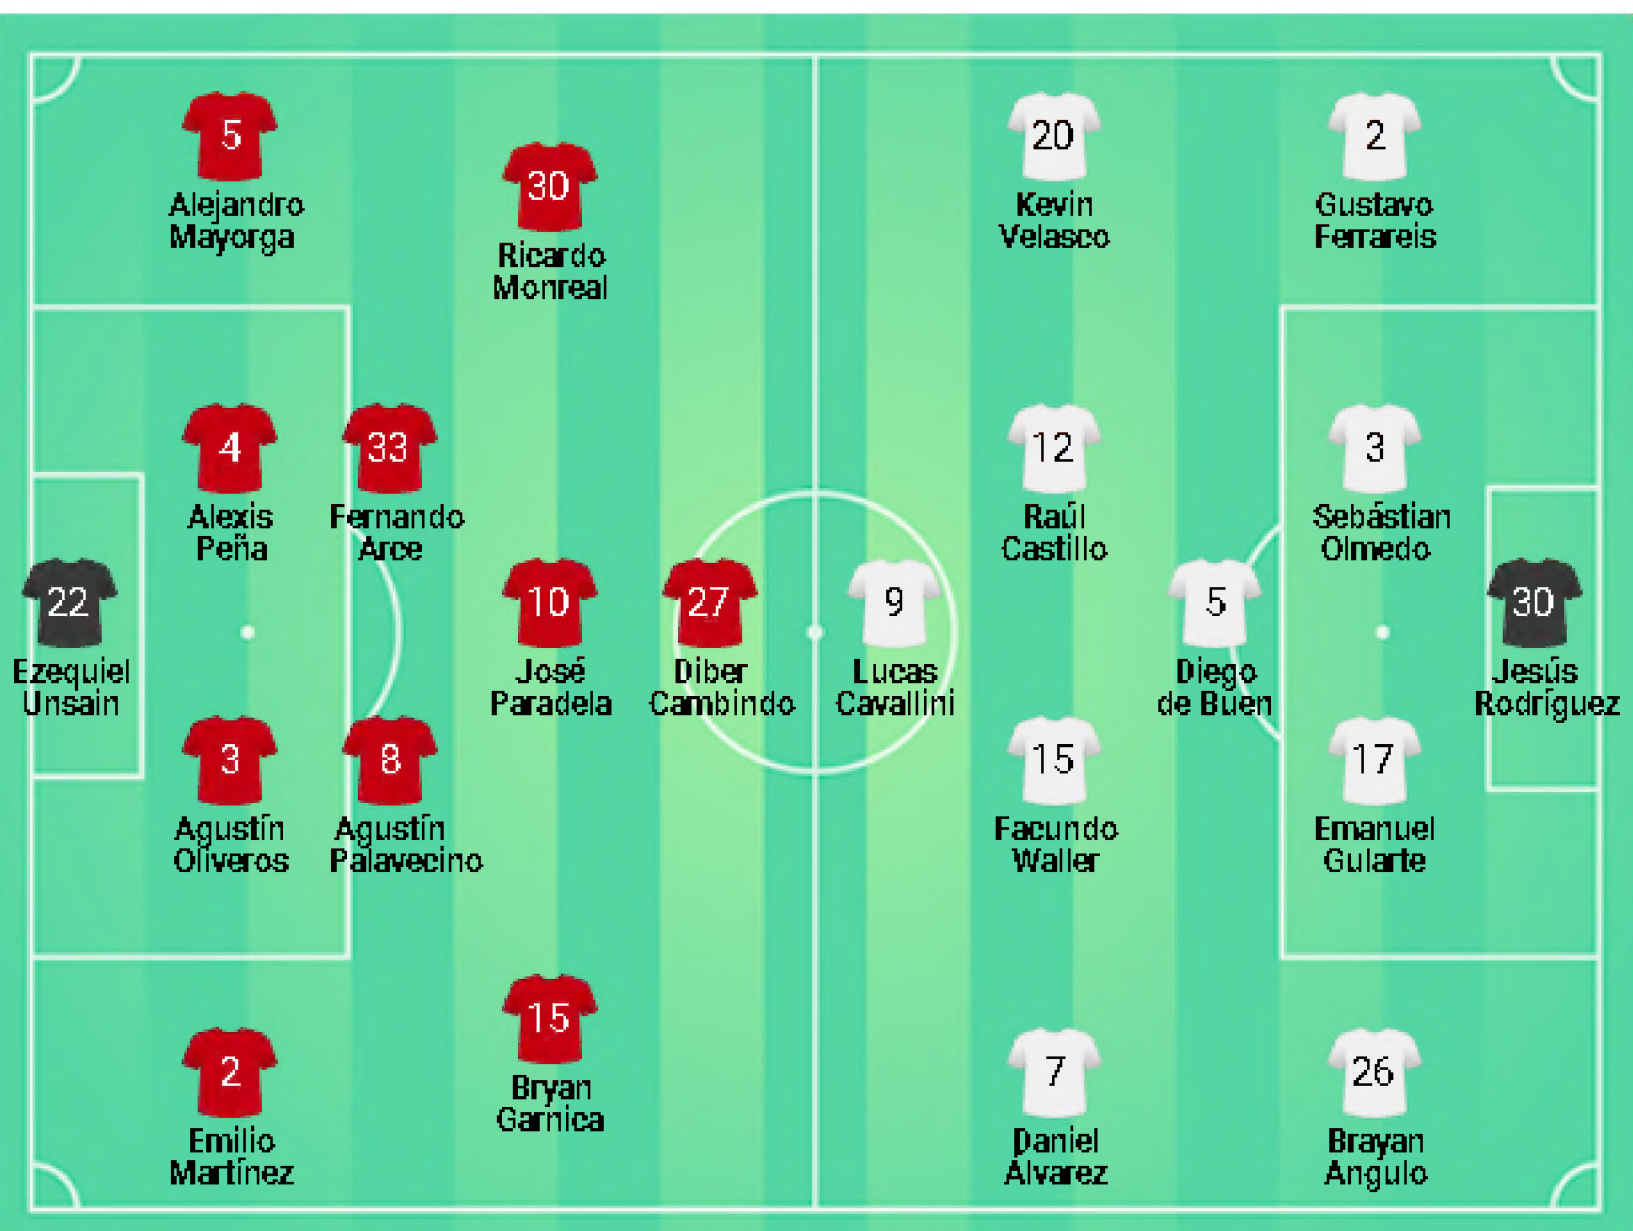 5
Alejandro
Mayorga
30
Ricardo
Monreal
20
Kevin
Velasco
2
Gustavo
Ferrareis
4
Alexis
Peña
33
Fernando
Arce
12
Raúl
Castillo
3
Sebástian
Olmedo
22
Ezequiel
Unsain
10
José
Paradela
27
Diber
Cambindo
9
Lucas
Cavallini
5
Diego
de Buen
30
Jesús
Rodríguez
3
Agustín
Oliveros
8
Agustín
Palavecino
15
Facundo
Waller
17
Emanuel
Gularte
2
Emilio
Martínez
15
Bryan
Garnica
7
Daniel
Álvarez
26
Brayan
Angulo